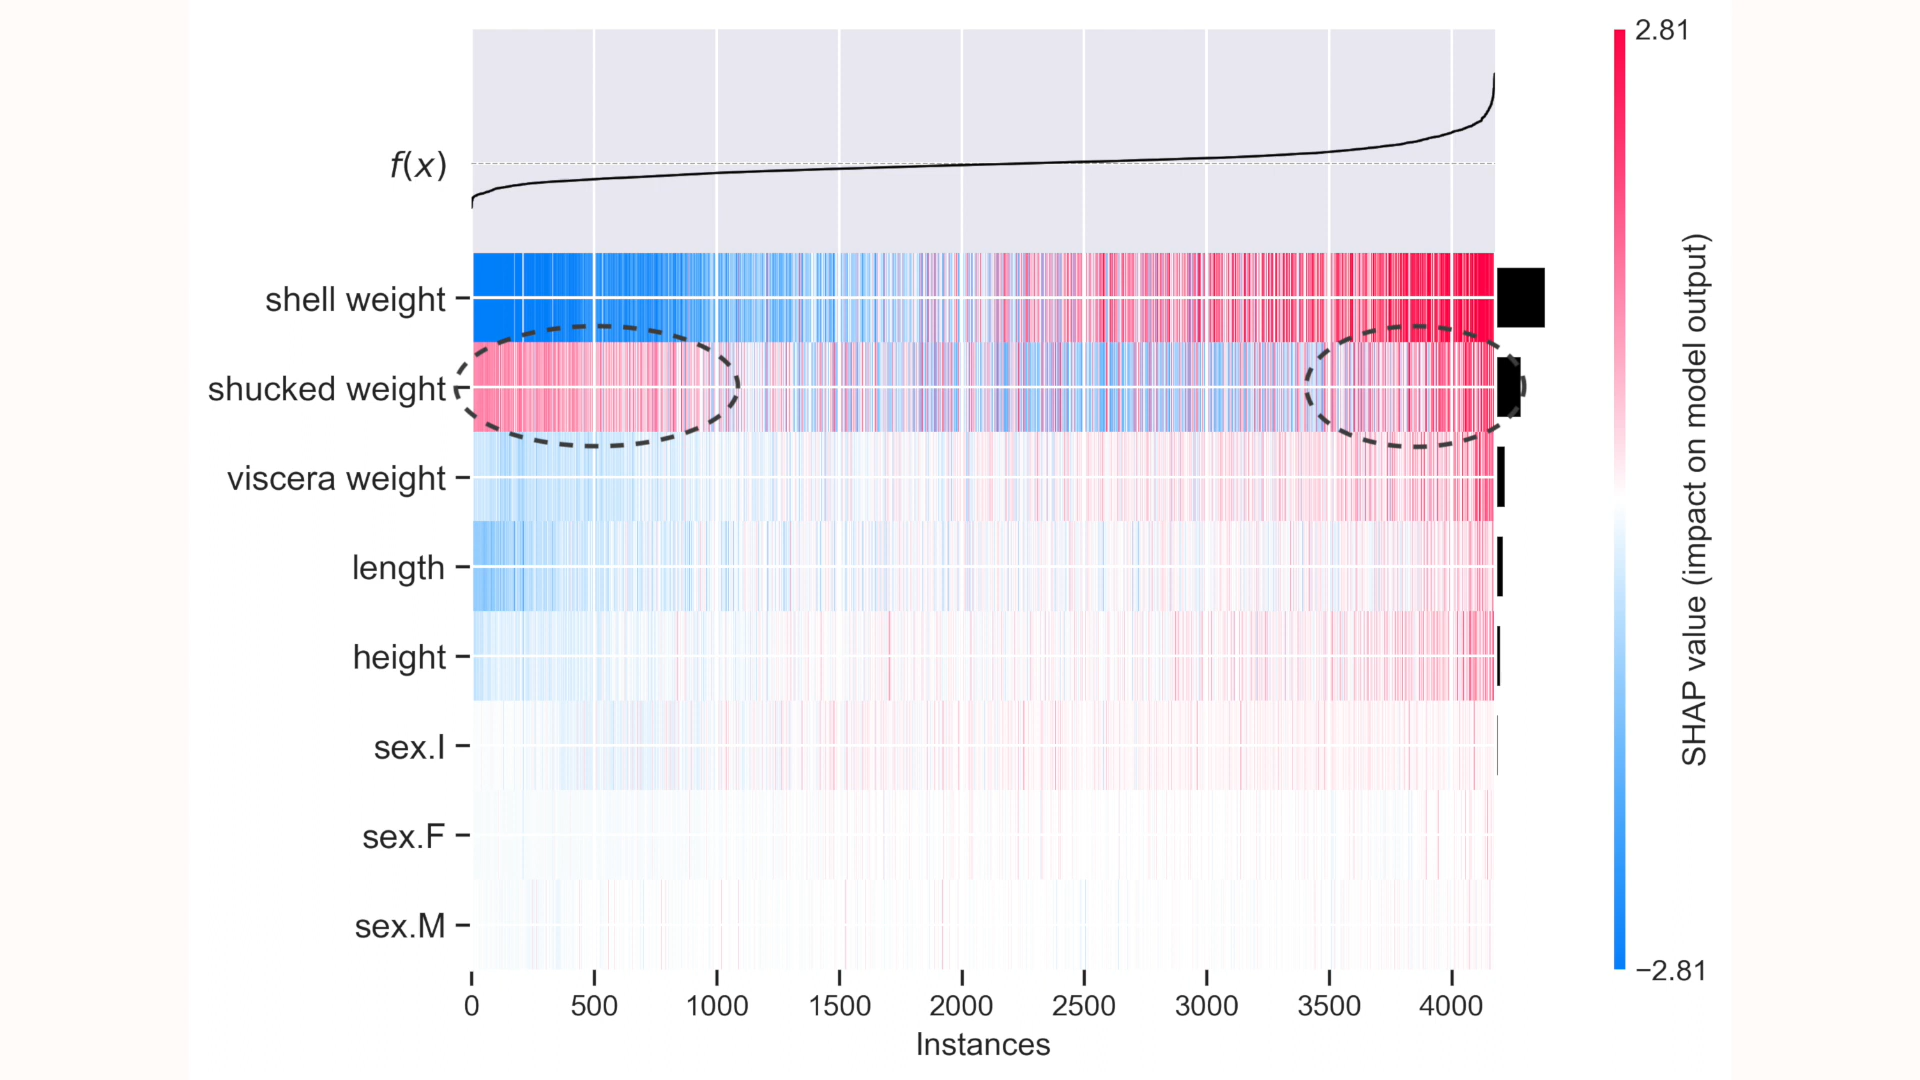 2.81
f(x)
shell weight
shucked weight
viscera weight
length
height
sex.I
sex.F
sex.M
0 500 1000 1500 2000 2500 3000 3500 4000
Instances
SHAP value (impact on model output)
−2.81